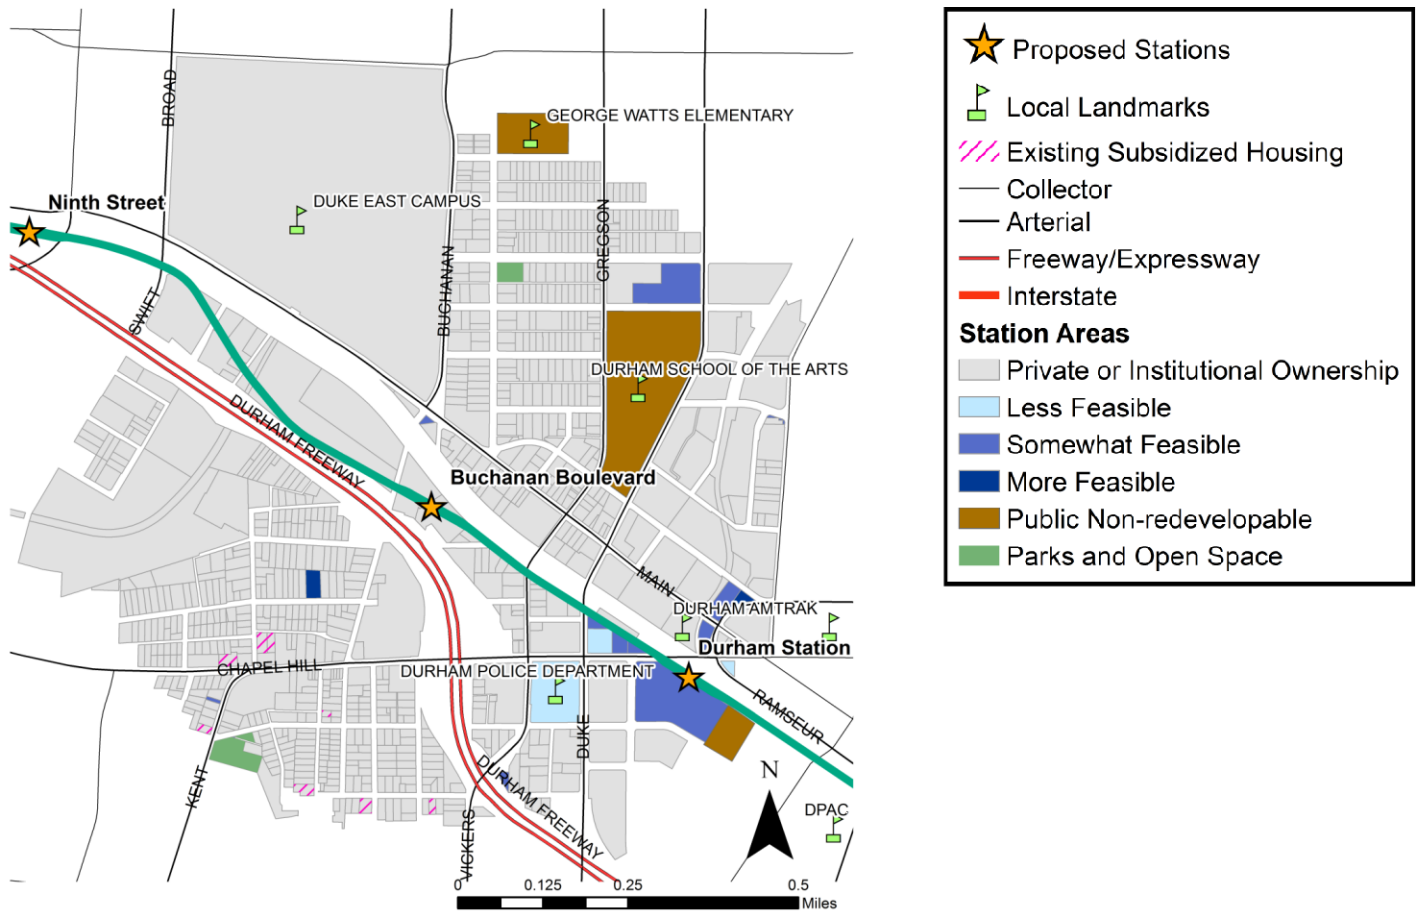 BROAD
GEORGE WATTS ELEMENTARY
Ninth Street
DUKE EAST CAMPUS
GREGSON
BUCHANAN
SWIFT
DURHAM SCHOOL OF THE ARTS
DURHAM FREEWAY
Buchanan Boulevard
MAIN
DURHAM AMTRAK
Durham Station
CHAPEL HILL
DURHAM POLICE DEPARTMENT
RAMSEUR
DUKE
KENT
DURHAM FREEWAY
VICKERS
N
DPAC
0 0.125 0.25 0.5
Miles
Proposed Stations
Local Landmarks
Existing Subsidized Housing
Collector
Arterial
Freeway/Expressway
Interstate
Station Areas
Private or Institutional Ownership
Less Feasible
Somewhat Feasible
More Feasible
Public Non-redevelopable
Parks and Open Space